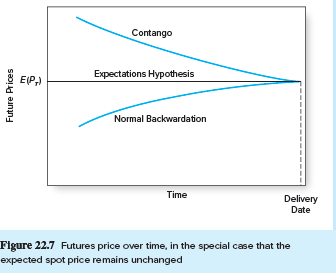 Contango
Expectations Hypothesis
E(P_T)
Normal Backwardation
Future Prices
Time
Delivery
Date
Figure 22.7 Futures price over time, in the special case that the
expected spot price remains unchanged